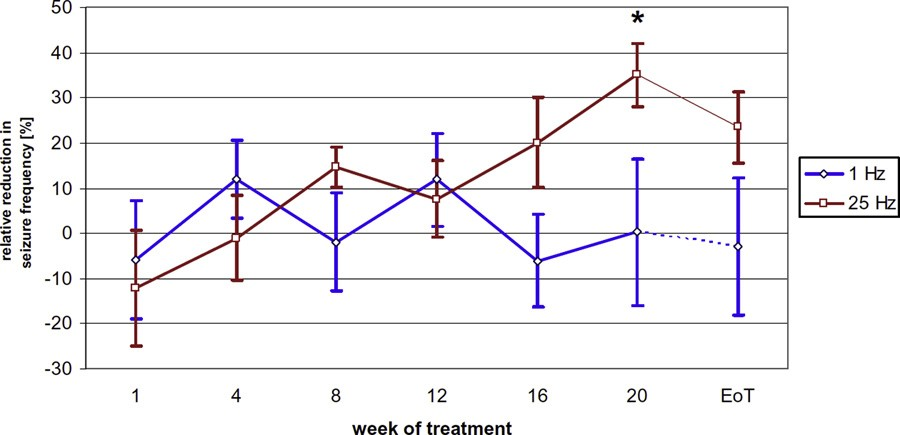 50
40
30
20
10
0
-10
-20
-30
relative reduction in
seizure frequency [%]
*
1 4 8 12 16 20 EoT
week of treatment
1 Hz
25 Hz